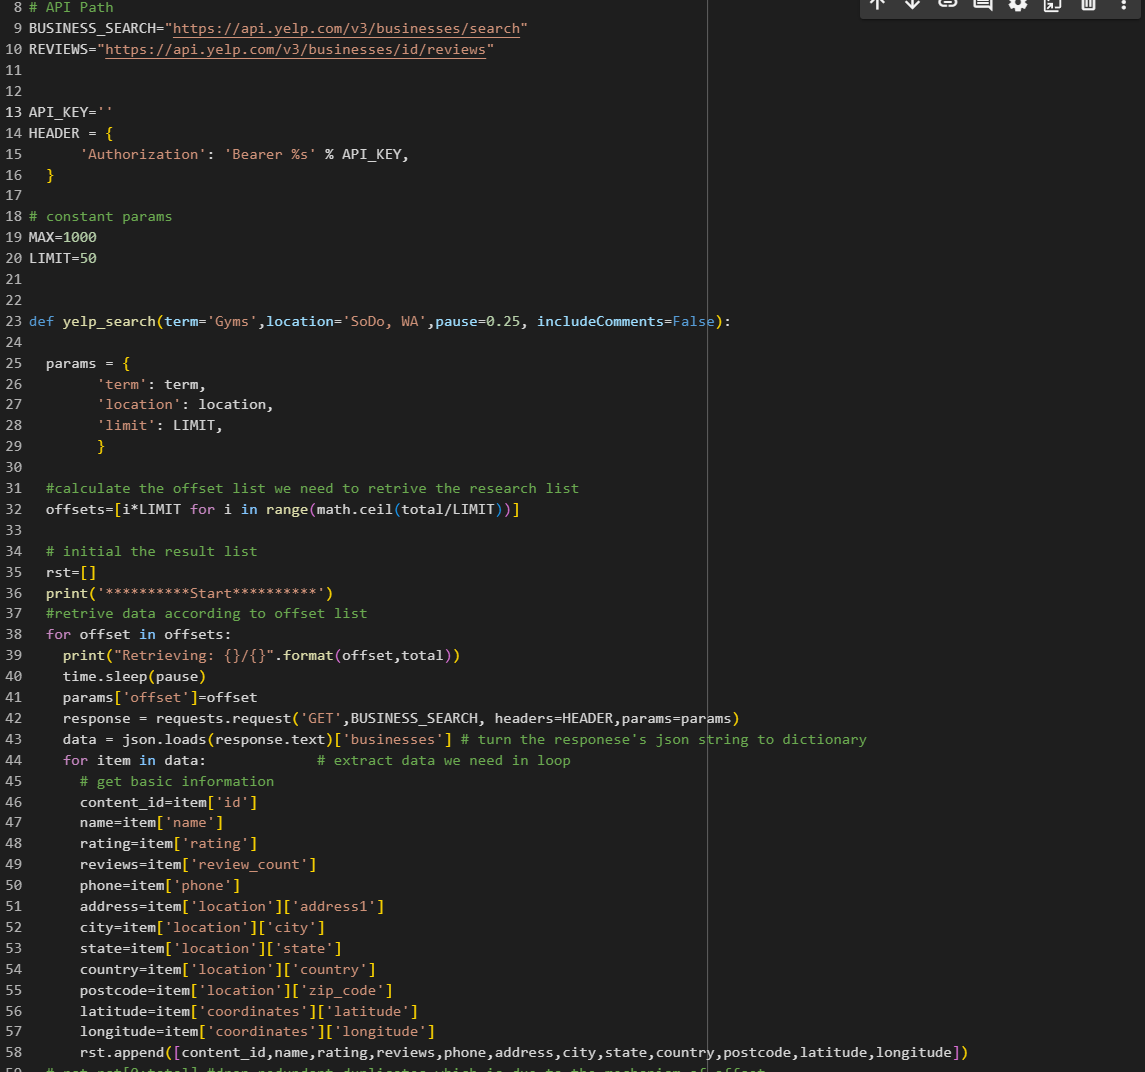 8 # API Path
9 BUSINESS_SEARCH="https://api.yelp.com/v3/businesses/search"
10 REVIEWS="https://api.yelp.com/v3/businesses/id/reviews"
11
12
13 API_KEY=''
14 HEADER = {
15       'Authorization': 'Bearer %s' % API_KEY,
16   }
17
18 # constant params
19 MAX=1000
20 LIMIT=50
21
22
23 def yelp_search(term='Gyms',location='SoDo, WA',pause=0.25, includeComments=False):
24
25   params = {
26         'term': term,
27         'location': location,
28         'limit': LIMIT,
29         }
30
31   #calculate the offset list we need to retrive the research list
32   offsets=[i*LIMIT for i in range(math.ceil(total/LIMIT))]
33
34   # initial the result list
35   rst=[]
36   print('**********Start**********')
37   #retrive data according to offset list
38   for offset in offsets:
39     print("Retrieving: {}/{}".format(offset,total))
40     time.sleep(pause)
41     params['offset']=offset
42     response = requests.request('GET',BUSINESS_SEARCH, headers=HEADER,params=params)
43     data = json.loads(response.text)['businesses'] # turn the responese's json string to dictionary
44     for item in data:             # extract data we need in loop
45       # get basic information
46       content_id=item['id']
47       name=item['name']
48       rating=item['rating']
49       reviews=item['review_count']
50       phone=item['phone']
51       address=item['location']['address1']
52       city=item['location']['city']
53       state=item['location']['state']
54       country=item['location']['country']
55       postcode=item['location']['zip_code']
56       latitude=item['coordinates']['latitude']
57       longitude=item['coordinates']['longitude']
58       rst.append([content_id,name,rating,reviews,phone,address,city,state,country,postcode,latitude,longitude])